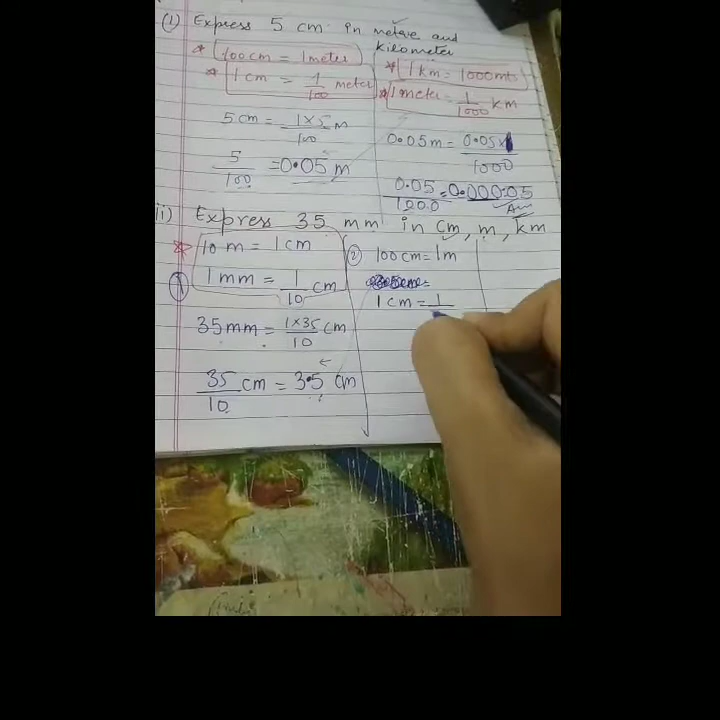 (1) Express 5 cm in metre and kilometer
* 100 cm = 1 meter
* 1 cm = 1/100 meter
5 cm = 1×5/100 m
5/100 = 0.05 m
* 1 km = 1000 mts
* 1 meter = 1/1000 km
0.05 m = 0.05×1/1000
0.05/1000 = 0.00005
Ans
ii) Express 35 mm in cm, m, km
* 10 m = 1 cm
① 1 mm = 1/10 cm
35 mm = 1×35/10 cm
35/10 cm = 3.5 cm
② 100 cm = 1 m
1 cm = 1/